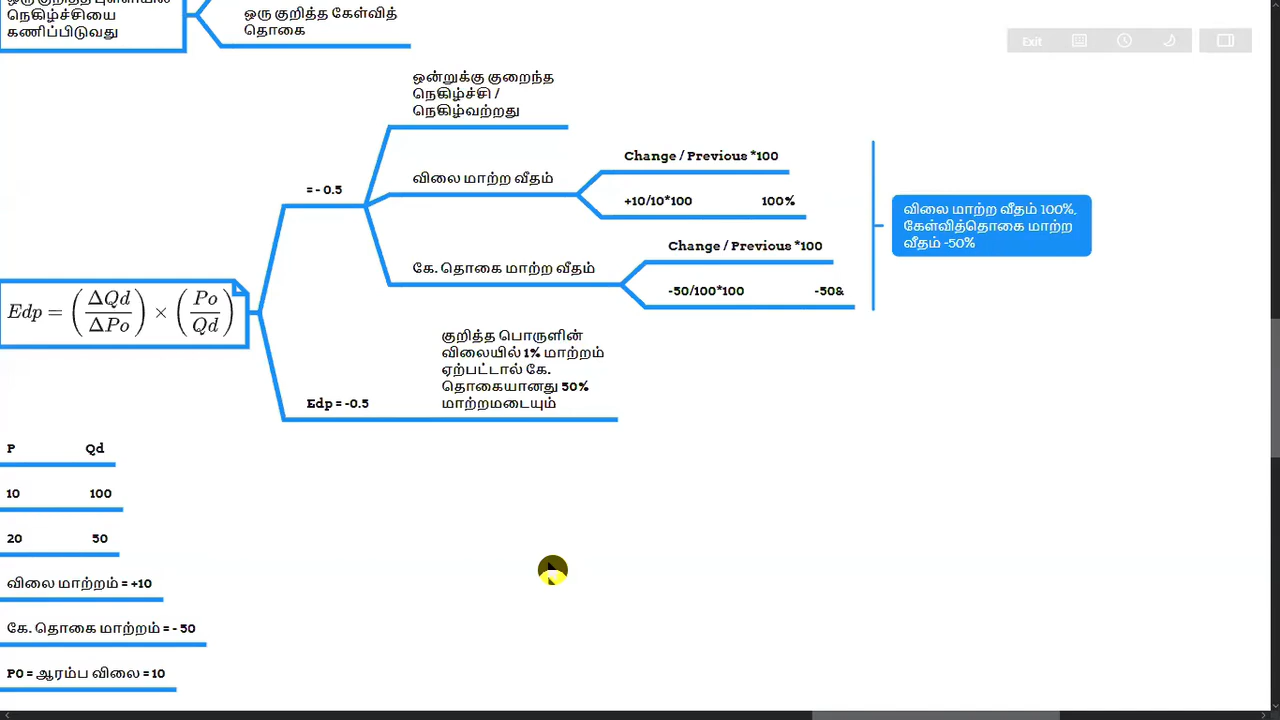 ஒரு குறித்த புள்ளியில்
நெகிழ்ச்சியை
கணிப்பிடுவது
ஒரு குறித்த கேள்வித்
தொகை
Exit
ஒன்றுக்கு குறைந்த
நெகிழ்ச்சி /
நெகிழ்வற்றது
Change / Previous *100
விலை மாற்ற வீதம்
= - 0.5
+10/10*100 100%
விலை மாற்ற வீதம் 100%,
கேள்வித்தொகை மாற்ற
வீதம் -50%
Change / Previous *100
கே. தொகை மாற்ற வீதம்
-50/100*100 -50&
Edp = (ΔQd/ΔPo) × (Po/Qd)
குறித்த பொருளின்
விலையில் 1% மாற்றம்
ஏற்பட்டால் கே.
தொகையானது 50%
மாற்றமடையும்
Edp = -0.5
P Qd
10 100
20 50
விலை மாற்றம் = +10
கே. தொகை மாற்றம் = - 50
P0 = ஆரம்ப விலை = 10